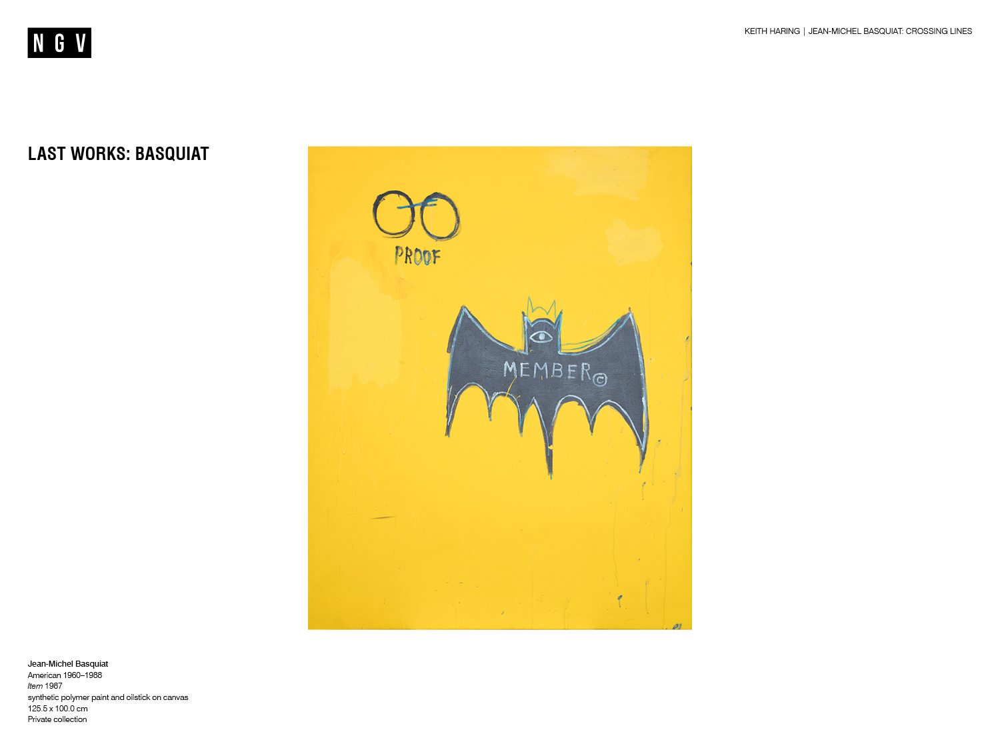 NGV
KEITH HARING | JEAN-MICHEL BASQUIAT: CROSSING LINES
LAST WORKS: BASQUIAT
PROOF
MEMBER©
Jean-Michel Basquiat
American 1960–1988
Item 1987
synthetic polymer paint and oilstick on canvas
125.5 x 100.0 cm
Private collection